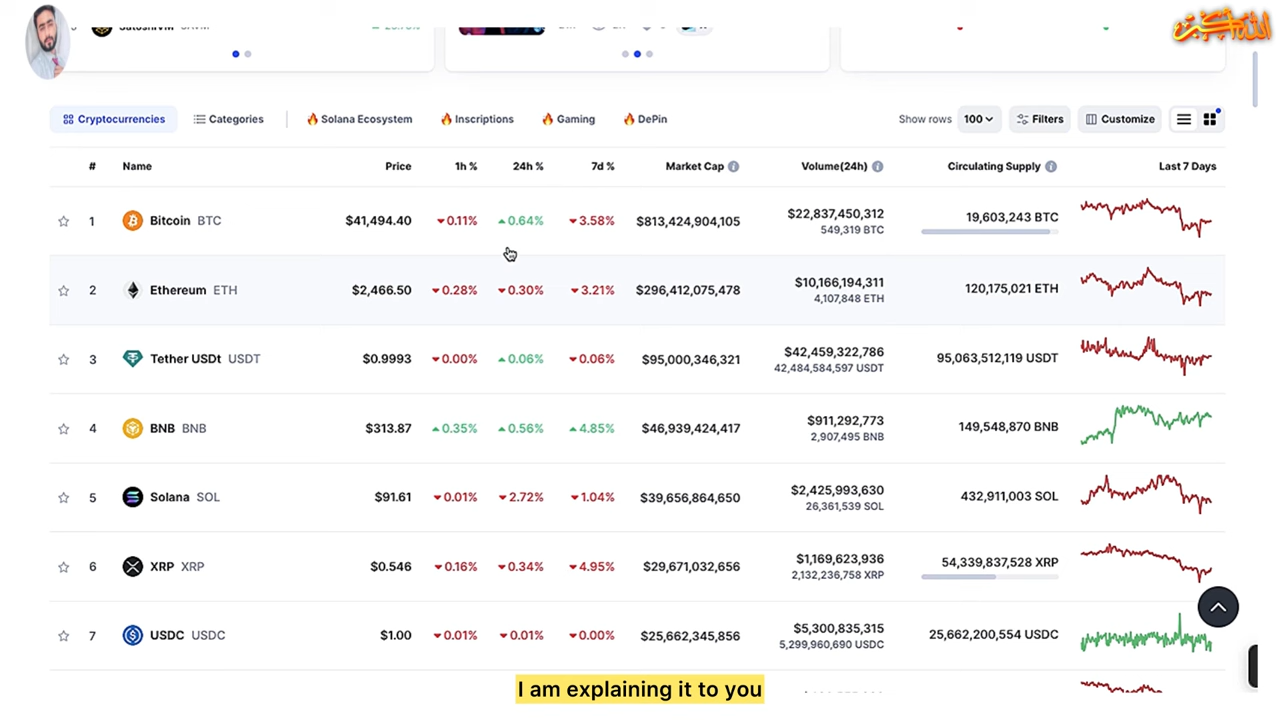 Cryptocurrencies Categories Solana Ecosystem Inscriptions Gaming DePin Show rows 100 Filters Customize
# Name Price 1h % 24h % 7d % Market Cap Volume(24h) Circulating Supply Last 7 Days
1 Bitcoin BTC $41,494.40 0.11% 0.64% 3.58% $813,424,904,105 $22,837,450,312 19,603,243 BTC
549,319 BTC
2 Ethereum ETH $2,466.50 0.28% 0.30% 3.21% $296,412,075,478 $10,166,194,311 120,175,021 ETH
4,107,848 ETH
3 Tether USDt USDT $0.9993 0.00% 0.06% 0.06% $95,000,346,321 $42,459,322,786 95,063,512,119 USDT
42,484,584,597 USDT
4 BNB BNB $313.87 0.35% 0.56% 4.85% $46,939,424,417 $911,292,773 149,548,870 BNB
2,907,495 BNB
5 Solana SOL $91.61 0.01% 2.72% 1.04% $39,656,864,650 $2,425,993,630 432,911,003 SOL
26,361,539 SOL
6 XRP XRP $0.546 0.16% 0.34% 4.95% $29,671,032,656 $1,169,623,936 54,339,837,528 XRP
2,132,236,758 XRP
7 USDC USDC $1.00 0.01% 0.01% 0.00% $25,662,345,856 $5,300,835,315 25,662,200,554 USDC
5,299,960,690 USDC
I am explaining it to you
الله أكبر